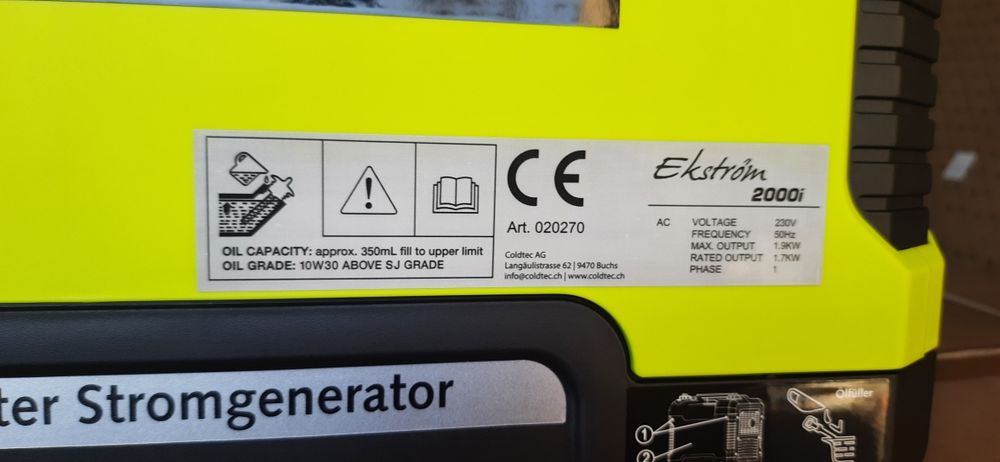 OIL CAPACITY: approx. 350mL fill to upper limit
OIL GRADE: 10W30 ABOVE SJ GRADE
CE
Art. 020270
Coldtec AG
Langäulistrasse 62 | 9470 Buchs
info@coldtec.ch | www.coldtec.ch
Ekström
2000i
AC VOLTAGE 230V
FREQUENCY 50Hz
MAX. OUTPUT 1.9KW
RATED OUTPUT 1.7KW
PHASE 1
ter Stromgenerator
1
2
Ölfüller